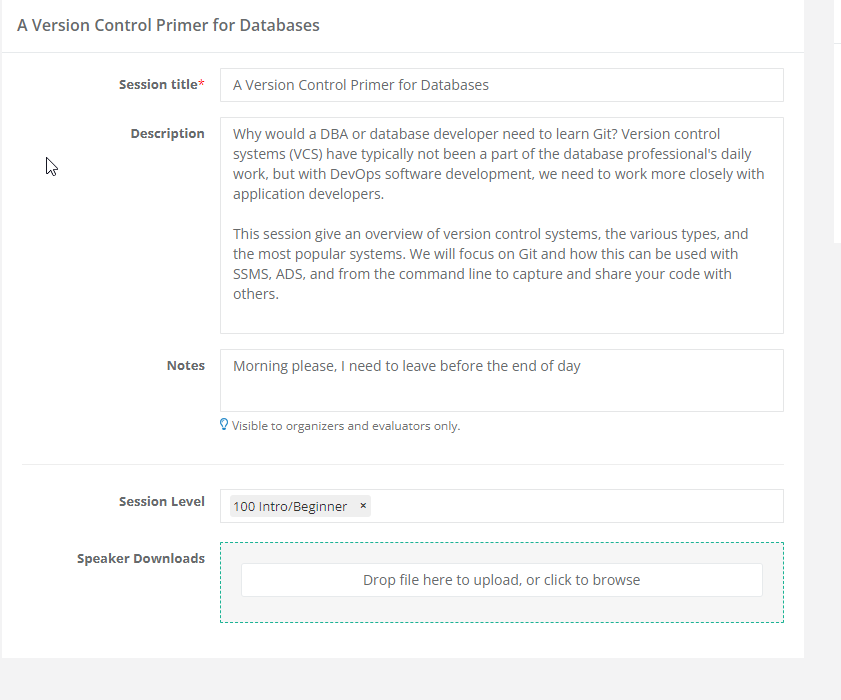 A Version Control Primer for Databases
Session title*
A Version Control Primer for Databases
Description
Why would a DBA or database developer need to learn Git? Version control
systems (VCS) have typically not been a part of the database professional's daily
work, but with DevOps software development, we need to work more closely with
application developers.
This session give an overview of version control systems, the various types, and
the most popular systems. We will focus on Git and how this can be used with
SSMS, ADS, and from the command line to capture and share your code with
others.
Notes
Morning please, I need to leave before the end of day
Visible to organizers and evaluators only.
Session Level
100 Intro/Beginner ×
Speaker Downloads
Drop file here to upload, or click to browse